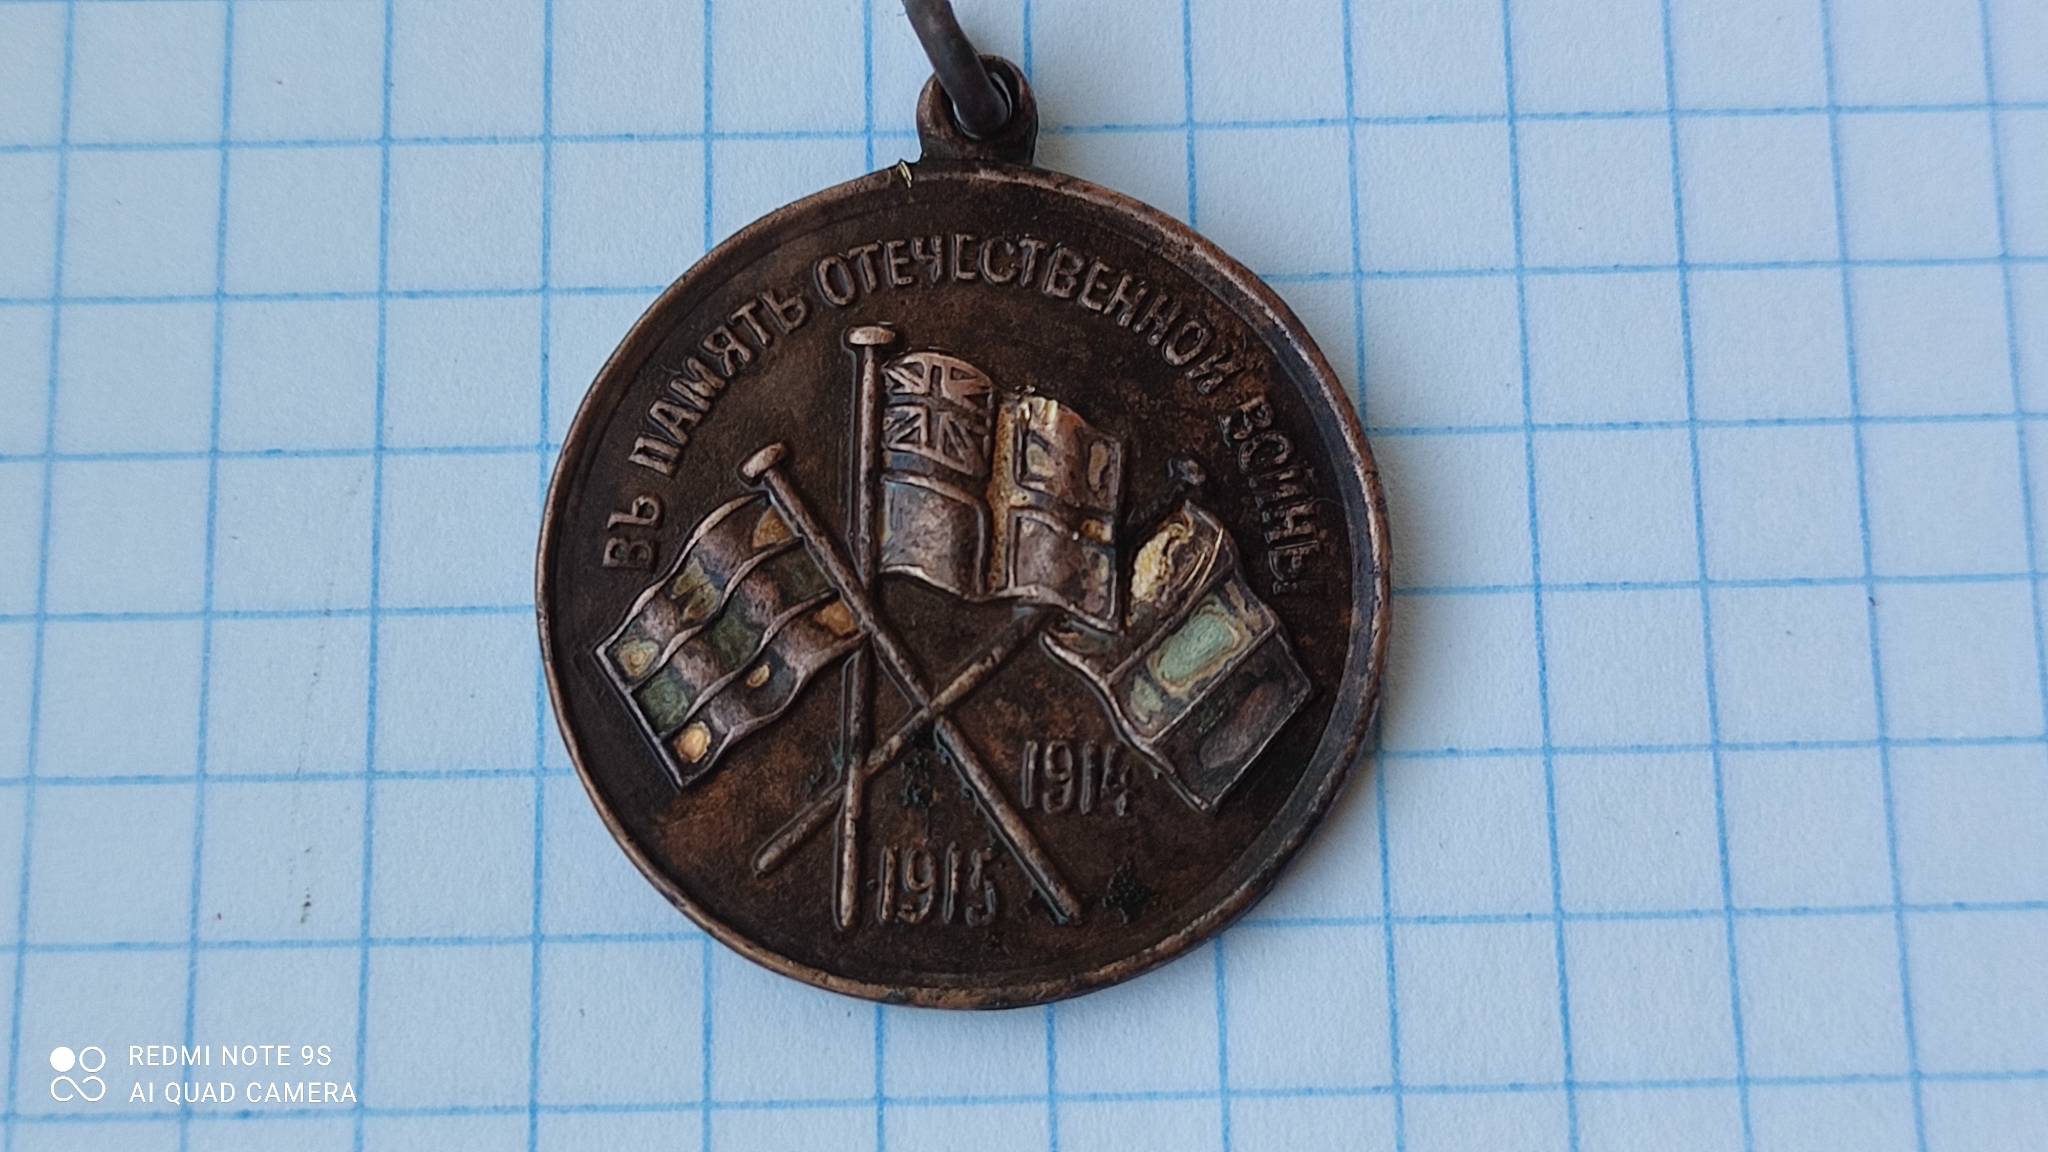 ВЪ ПАМЯТЬ ОТЕЧЕСТВЕННОЙ ВОЙНЫ
1914
1915
REDMI NOTE 9S
AI QUAD CAMERA